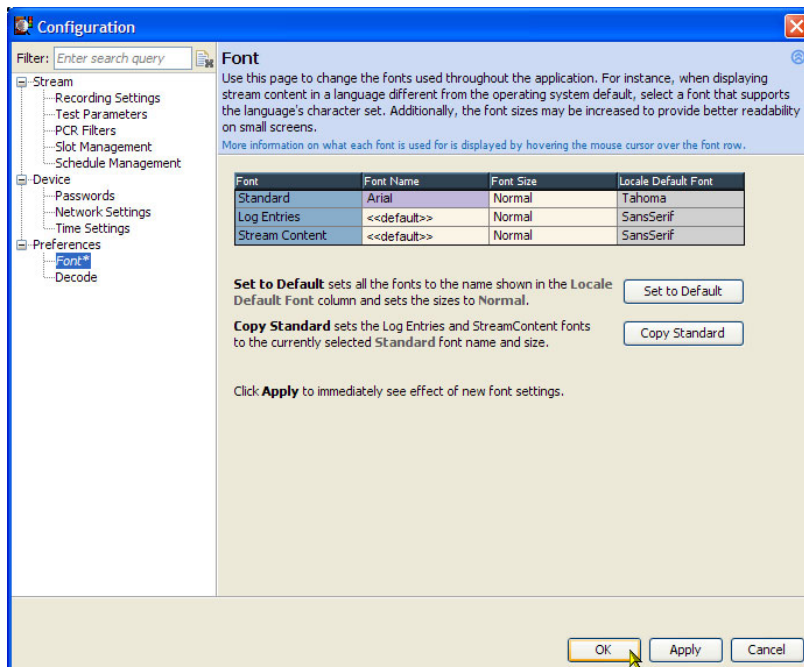 Configuration
Filter: Enter search query
Stream
Recording Settings
Test Parameters
PCR Filters
Slot Management
Schedule Management
Device
Passwords
Network Settings
Time Settings
Preferences
Font*
Decode
Font
Use this page to change the fonts used throughout the application. For instance, when displaying
stream content in a language different from the operating system default, select a font that supports
the language's character set. Additionally, the font sizes may be increased to provide better readability
on small screens.
More information on what each font is used for is displayed by hovering the mouse cursor over the font row.
Font Font Name Font Size Locale Default Font
Standard Arial Normal Tahoma
Log Entries <<default>> Normal SansSerif
Stream Content <<default>> Normal SansSerif
Set to Default sets all the fonts to the name shown in the Locale
Default Font column and sets the sizes to Normal.
Set to Default
Copy Standard sets the Log Entries and StreamContent fonts
to the currently selected Standard font name and size.
Copy Standard
Click Apply to immediately see effect of new font settings.
OK Apply Cancel